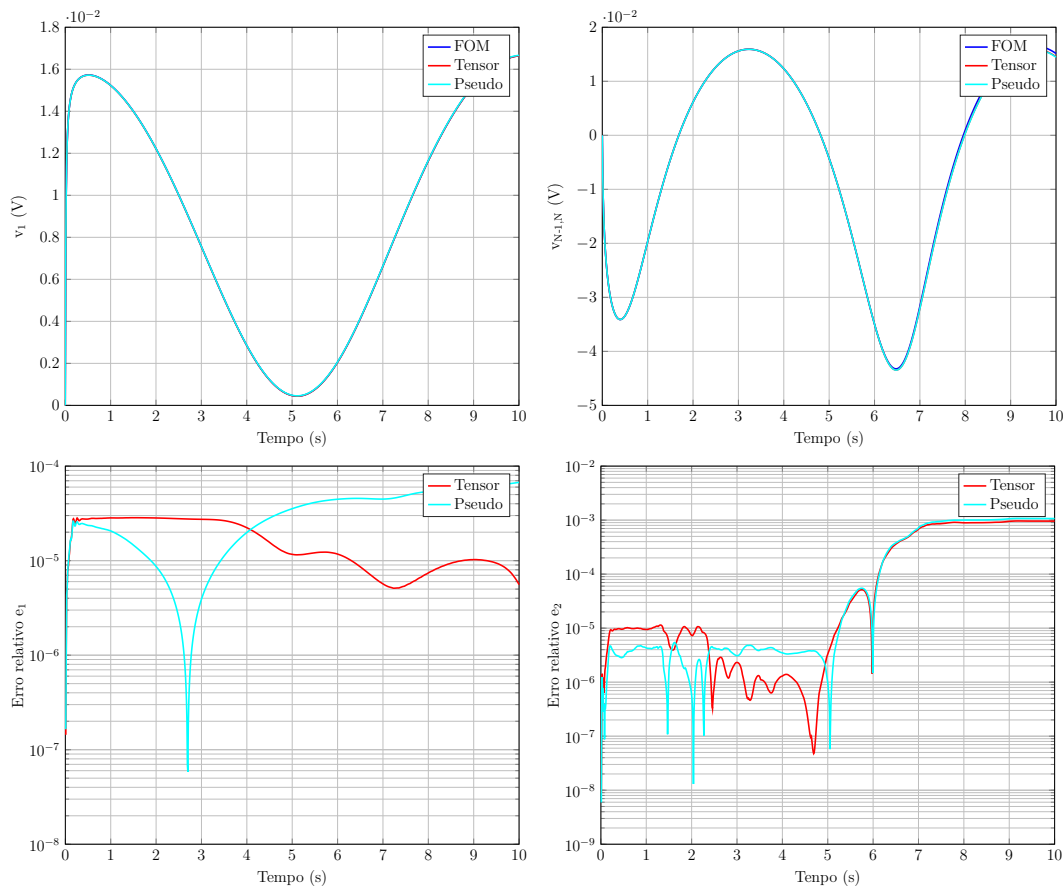 ·10⁻²
1.8
1.6
1.4
1.2
1
0.8
0.6
0.4
0.2
0
v₁ (V)
FOM
Tensor
Pseudo
0 1 2 3 4 5 6 7 8 9 10
Tempo (s)
·10⁻²
2
1
0
−1
−2
−3
−4
−5
v_N-1,N (V)
FOM
Tensor
Pseudo
0 1 2 3 4 5 6 7 8 9 10
Tempo (s)
10⁻⁴
10⁻⁵
10⁻⁶
10⁻⁷
10⁻⁸
Erro relativo e₁
Tensor
Pseudo
0 1 2 3 4 5 6 7 8 9 10
Tempo (s)
10⁻²
10⁻³
10⁻⁴
10⁻⁵
10⁻⁶
10⁻⁷
10⁻⁸
10⁻⁹
Erro relativo e₂
Tensor
Pseudo
0 1 2 3 4 5 6 7 8 9 10
Tenpo (s)